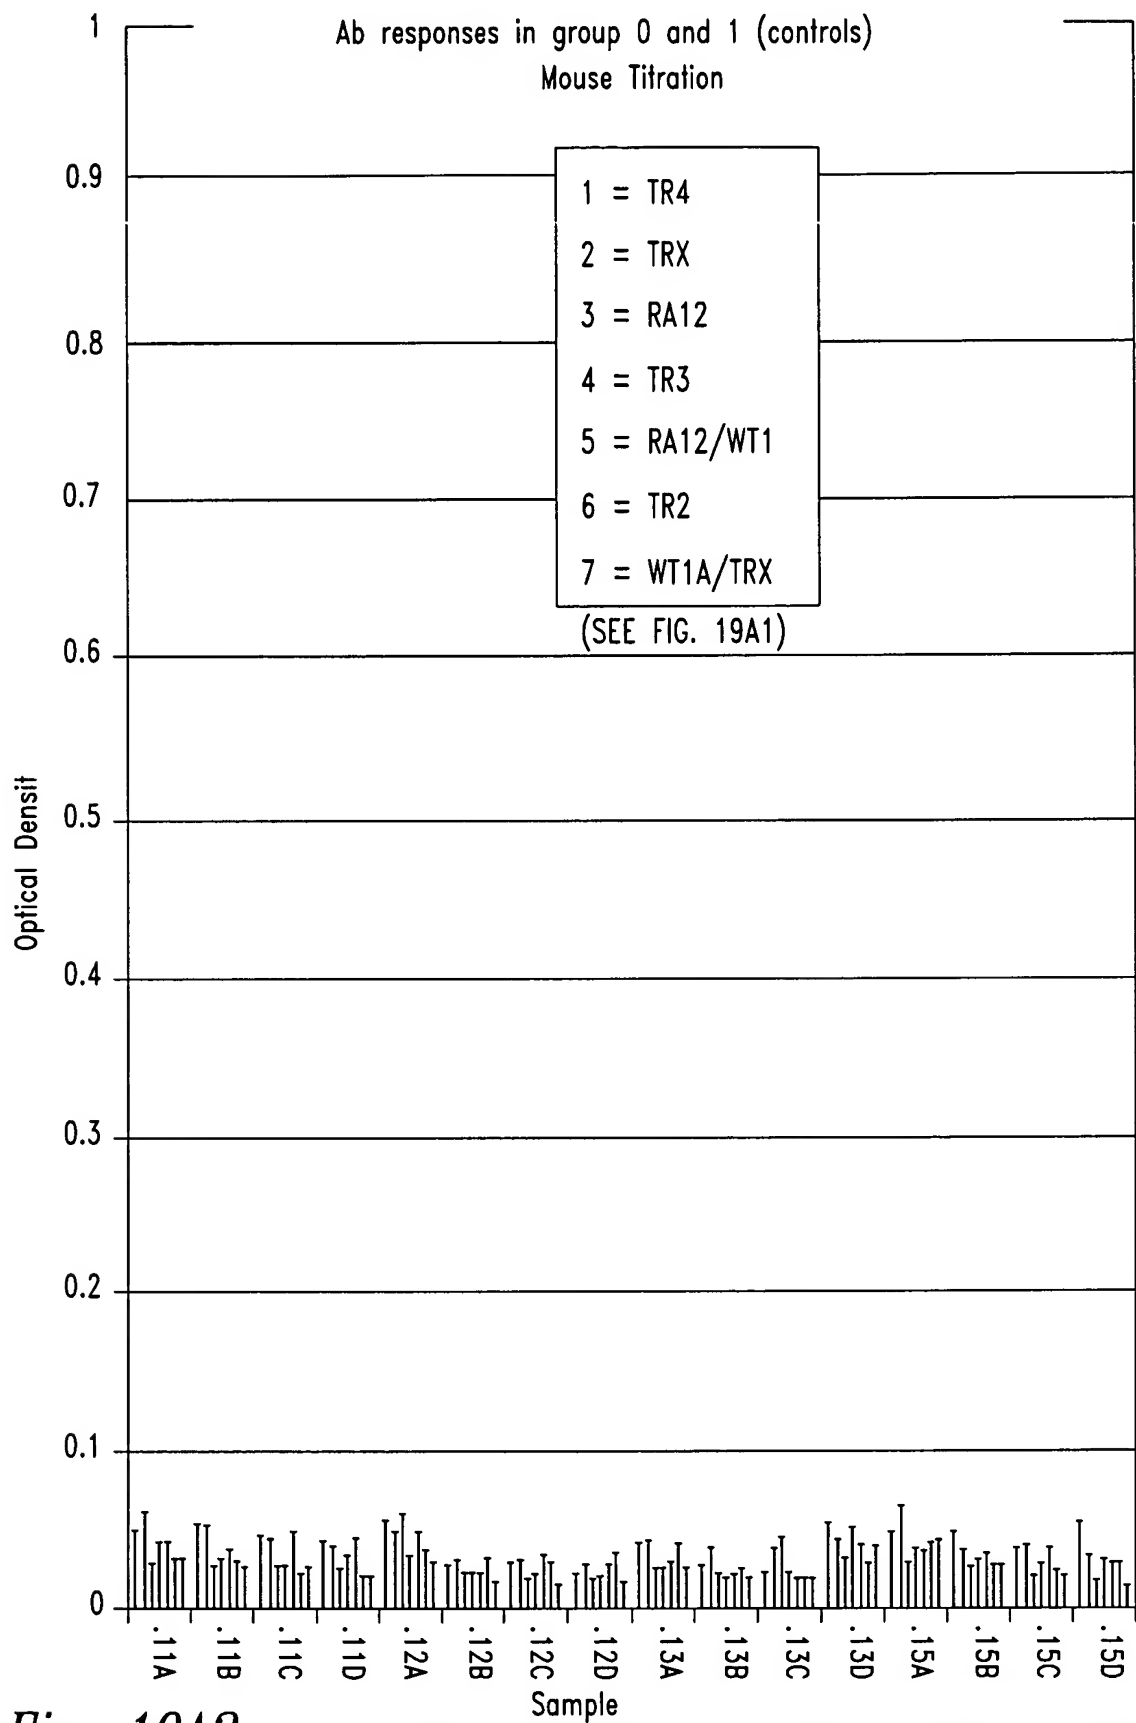 Ab responses in group 0 and 1 (controls)
Mouse Titration
1
0.9
0.8
0.7
0.6
0.5
0.4
0.3
0.2
0.1
0
Optical Densit
1 = TR4
2 = TRX
3 = RA12
4 = TR3
5 = RA12/WT1
6 = TR2
7 = WT1A/TRX
(SEE FIG. 19A1)
.11A
.11B
.11C
.11D
.12A
.12B
.12C
.12D
.13A
.13B
.13C
.13D
.15A
.15B
.15C
.15D
Sample